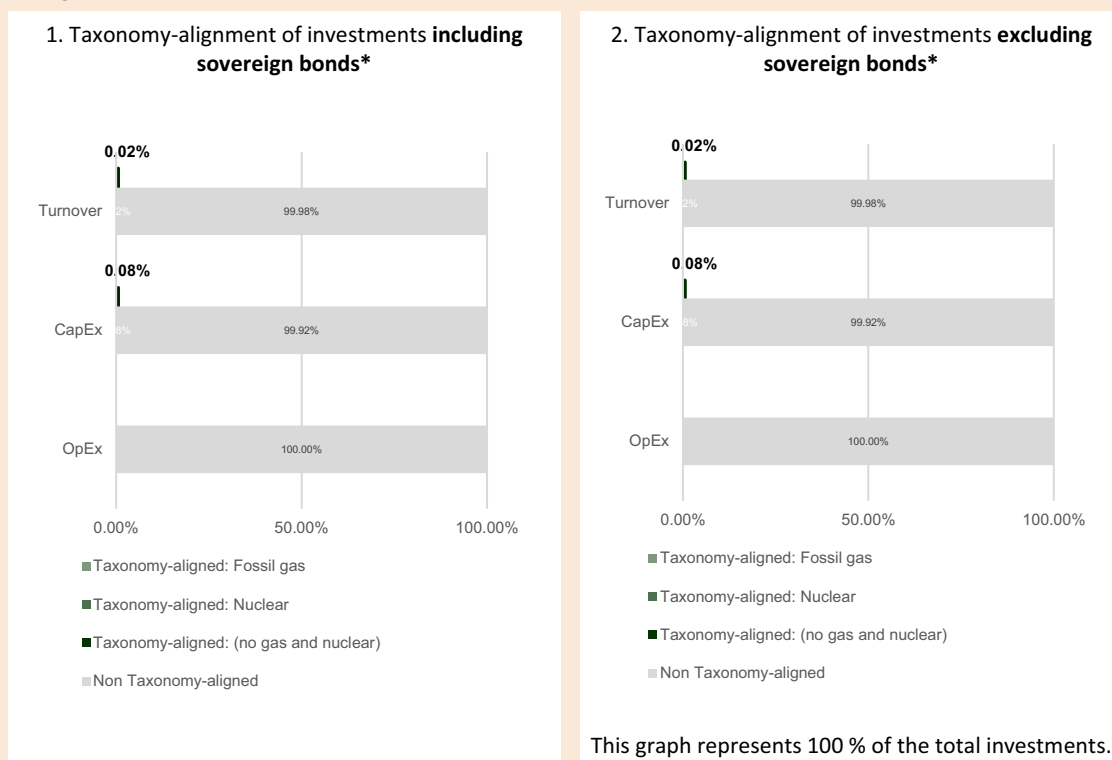 1. Taxonomy-alignment of investments including
sovereign bonds*
0.02%
Turnover
2%
99.98%
0.08%
CapEx
8%
99.92%
OpEx
100.00%
0.00%
50.00%
100.00%
Taxonomy-aligned: Fossil gas
Taxonomy-aligned: Nuclear
Taxonomy-aligned: (no gas and nuclear)
Non Taxonomy-aligned
2. Taxonomy-alignment of investments excluding
sovereign bonds*
0.02%
Turnover
2%
99.98%
0.08%
CapEx
8%
99.92%
OpEx
100.00%
0.00%
50.00%
100.00%
Taxonomy-aligned: Fossil gas
Taxonomy-aligned: Nuclear
Taxonomy-aligned: (no gas and nuclear)
Non Taxonomy-aligned
This graph represents 100 % of the total investments.